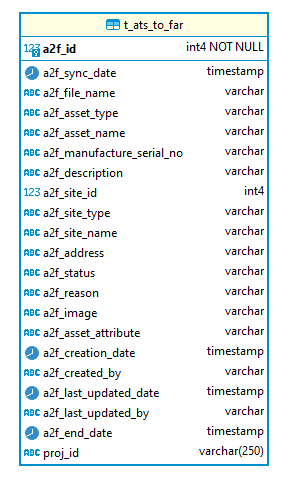 t_ats_to_far
123 a2f_id int4 NOT NULL
a2f_sync_date timestamp
ABC a2f_file_name varchar
ABC a2f_asset_type varchar
ABC a2f_asset_name varchar
ABC a2f_manufacture_serial_no varchar
ABC a2f_description varchar
123 a2f_site_id int4
ABC a2f_site_type varchar
ABC a2f_site_name varchar
ABC a2f_address varchar
ABC a2f_status varchar
ABC a2f_reason varchar
ABC a2f_image varchar
ABC a2f_asset_attribute varchar
a2f_creation_date timestamp
ABC a2f_created_by varchar
a2f_last_updated_date timestamp
ABC a2f_last_updated_by varchar
a2f_end_date timestamp
ABC proj_id varchar(250)